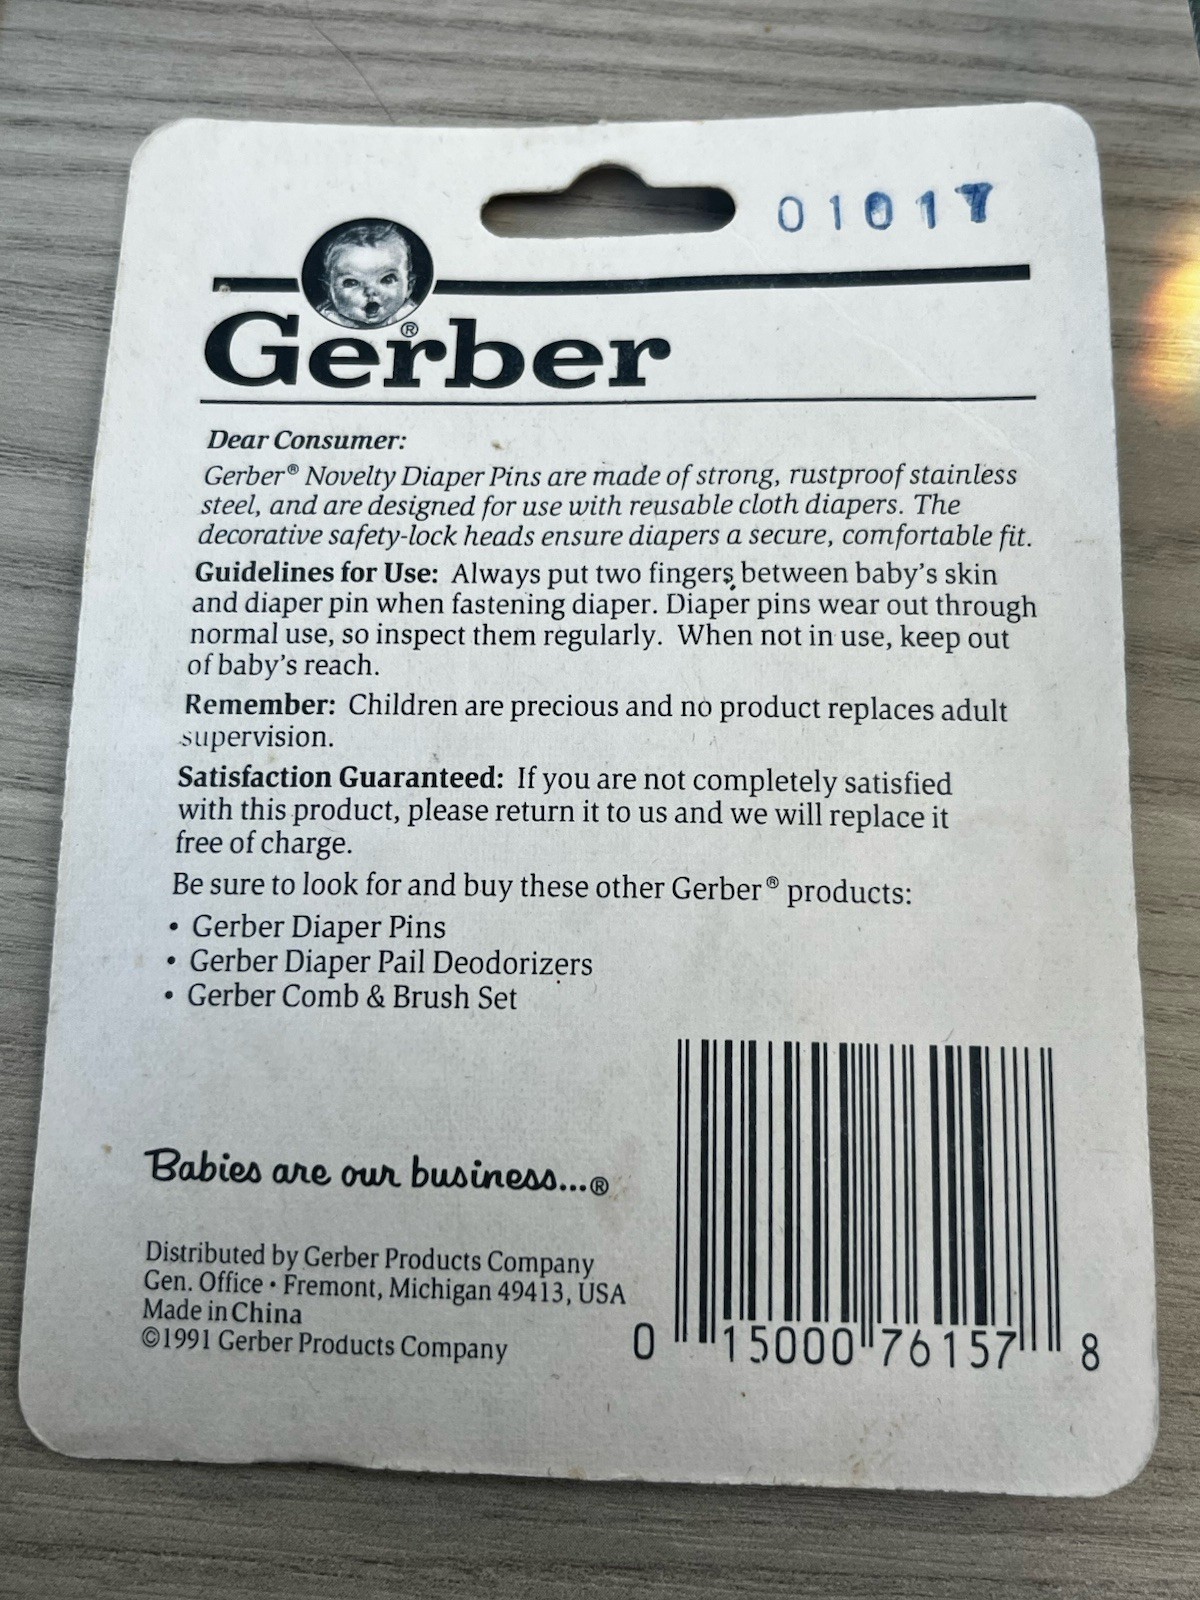 01017
Gerber®
Dear Consumer:
Gerber® Novelty Diaper Pins are made of strong, rustproof stainless
steel, and are designed for use with reusable cloth diapers. The
decorative safety-lock heads ensure diapers a secure, comfortable fit.
Guidelines for Use: Always put two fingers between baby's skin
and diaper pin when fastening diaper. Diaper pins wear out through
normal use, so inspect them regularly. When not in use, keep out
of baby's reach.
Remember: Children are precious and no product replaces adult
supervision.
Satisfaction Guaranteed: If you are not completely satisfied
with this product, please return it to us and we will replace it
free of charge.
Be sure to look for and buy these other Gerber® products:
• Gerber Diaper Pins
• Gerber Diaper Pail Deodorizers
• Gerber Comb & Brush Set
Babies are our business...®
Distributed by Gerber Products Company
Gen. Office • Fremont, Michigan 49413, USA
Made in China
©1991 Gerber Products Company
0 15000 76157 8